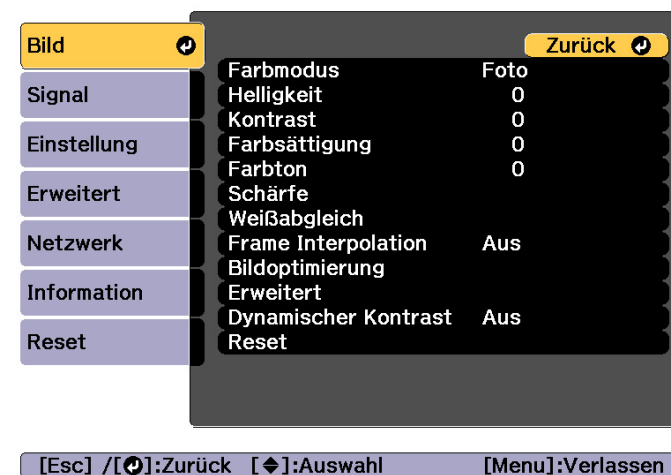 Bild
Signal
Einstellung
Erweitert
Netzwerk
Information
Reset
Zurück
Farbmodus Foto
Helligkeit 0
Kontrast 0
Farbsättigung 0
Farbton 0
Schärfe
Weißabgleich
Frame Interpolation Aus
Bildoptimierung
Erweitert
Dynamischer Kontrast Aus
Reset
[Esc] /[⏎]:Zurück [◆]:Auswahl [Menu]:Verlassen